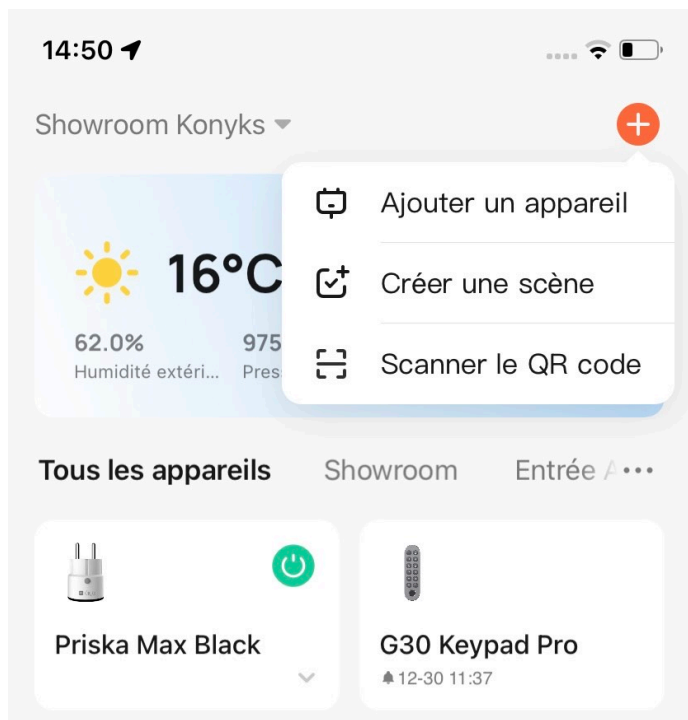 14:50
Showroom Konyks
Ajouter un appareil
16°C
Créer une scène
62.0%
975
Humidité extéri...
Pres
Scanner le QR code
Tous les appareils
Showroom
Entrée
Priska Max Black
G30 Keypad Pro
12-30 11:37